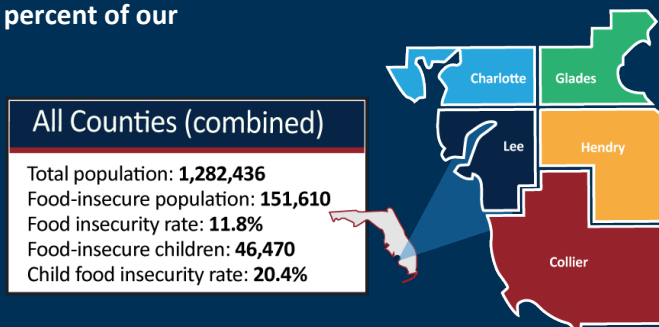 percent of our
Charlotte
Glades
All Counties (combined)
Lee
Hendry
Total population: 1,282,436
Food-insecure population: 151,610
Food insecurity rate: 11.8%
Food-insecure children: 46,470
Child food insecurity rate: 20.4%
Collier